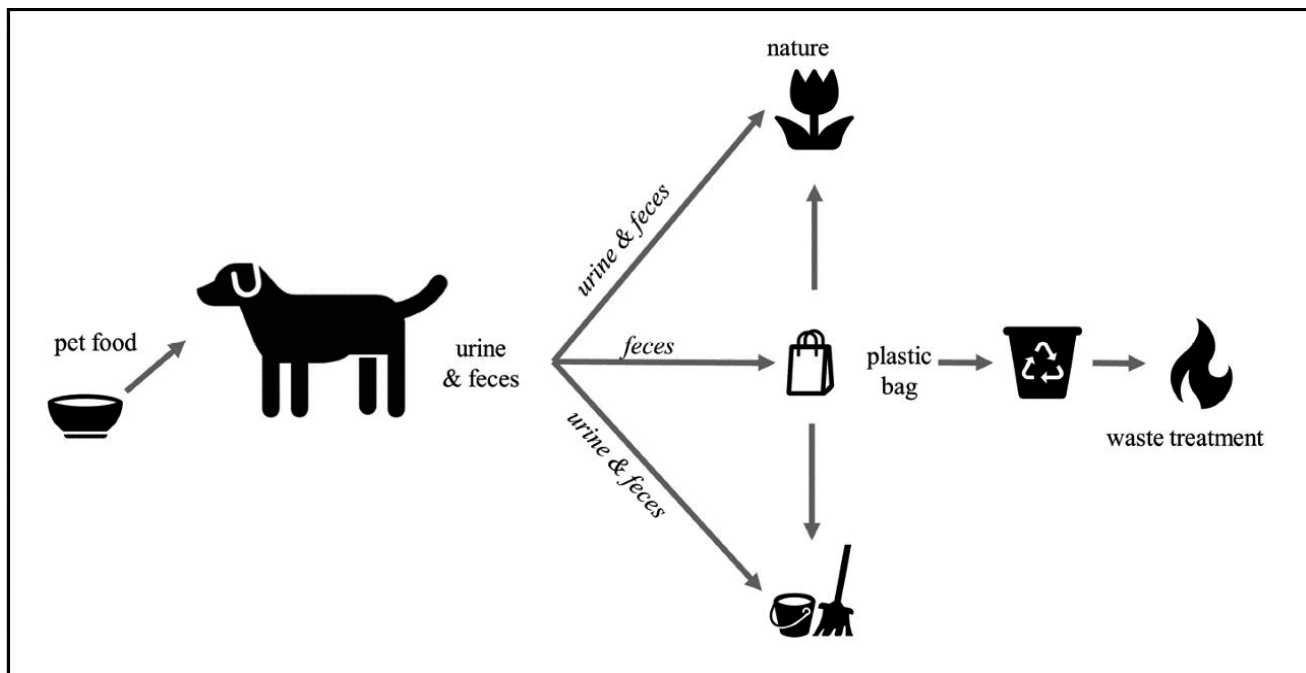 nature
urine & feces
pet food
urine
& feces
feces
plastic
bag
waste treatment
urine & feces